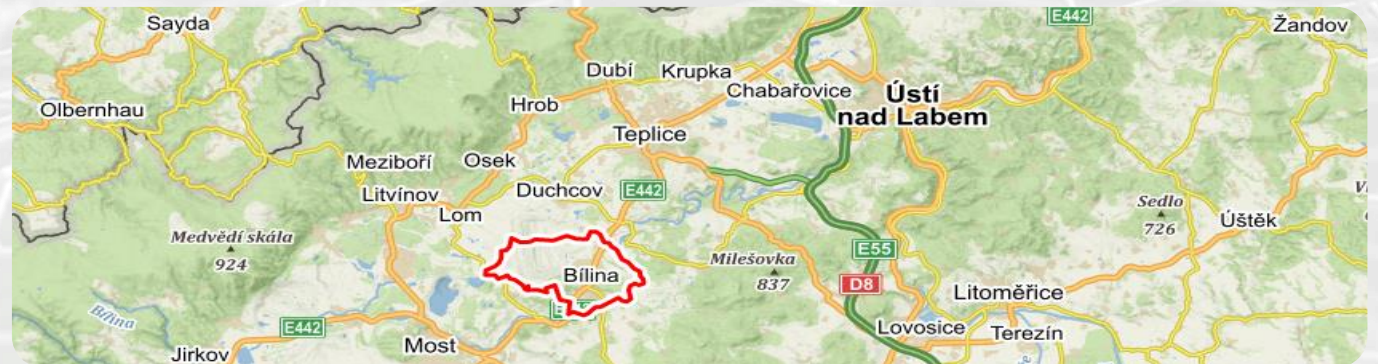 E442
Žandov
Sayda
Dubí
Krupka
Chabařovice
Ústí
nad Labem
Olbernhau
Hrob
Teplice
Meziboří
Osek
Litvínov
Duchcov
E442
Lom
Sedlo
726
Úštěk
Medvědí skála
924
E55
Milešovka
837
Bílina
D8
Litoměřice
Bílina
E442
Lovosice
Terezín
Most
Jirkov